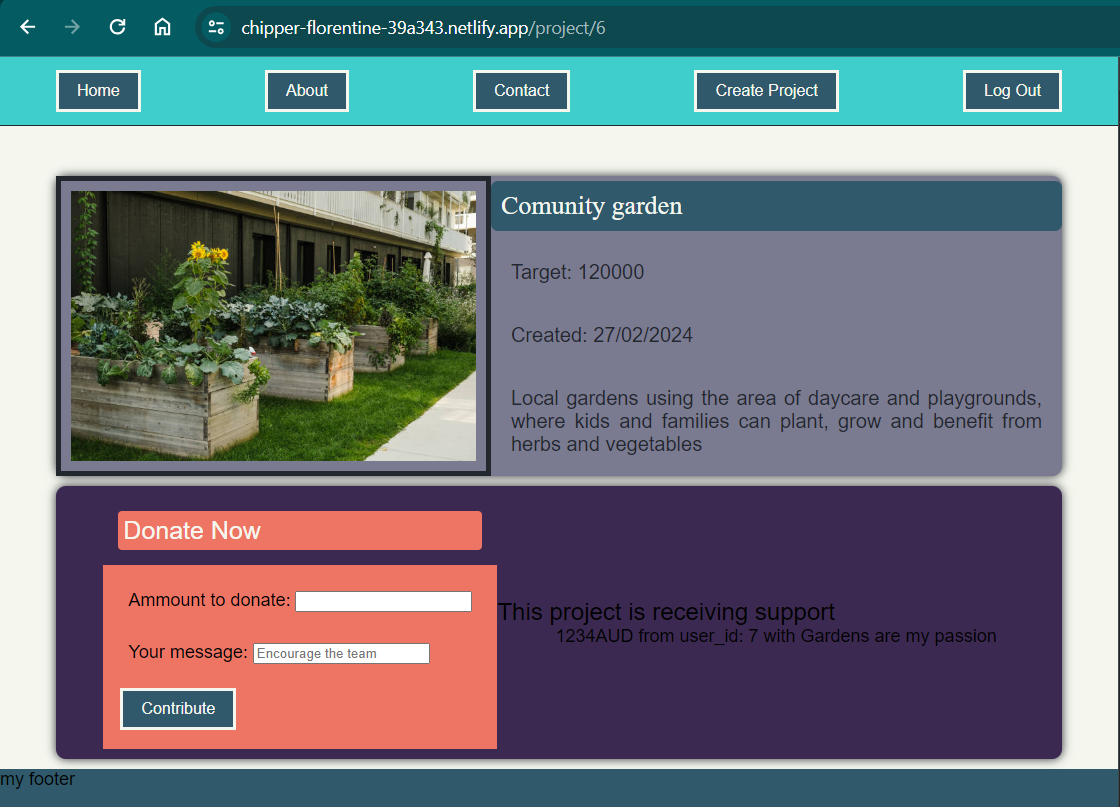 chipper-florentine-39a343.netlify.app/project/6
Home
About
Contact
Create Project
Log Out
Comunity garden
Target: 120000
Created: 27/02/2024
Local gardens using the area of daycare and playgrounds,
where kids and families can plant, grow and benefit from
herbs and vegetables
Donate Now
Ammount to donate:
Your message: Encourage the team
Contribute
This project is receiving support
1234AUD from user_id: 7 with Gardens are my passion
my footer